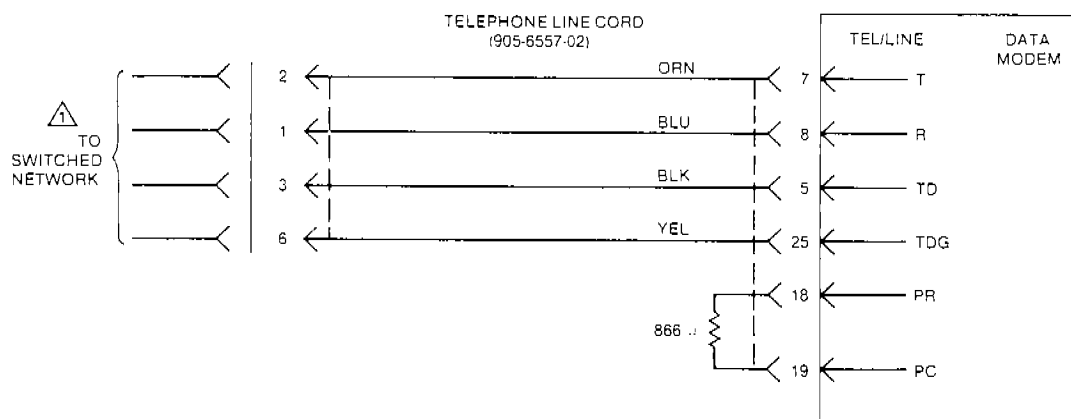 TELEPHONE LINE CORD
(905-6557-02)
TEL/LINE
DATA
MODEM
2 ORN 7 T
1 BLU 8 R
1
TO
SWITCHED
NETWORK
3 BLK 5 TD
6 YEL 25 TDG
18 PR
866
19 PC